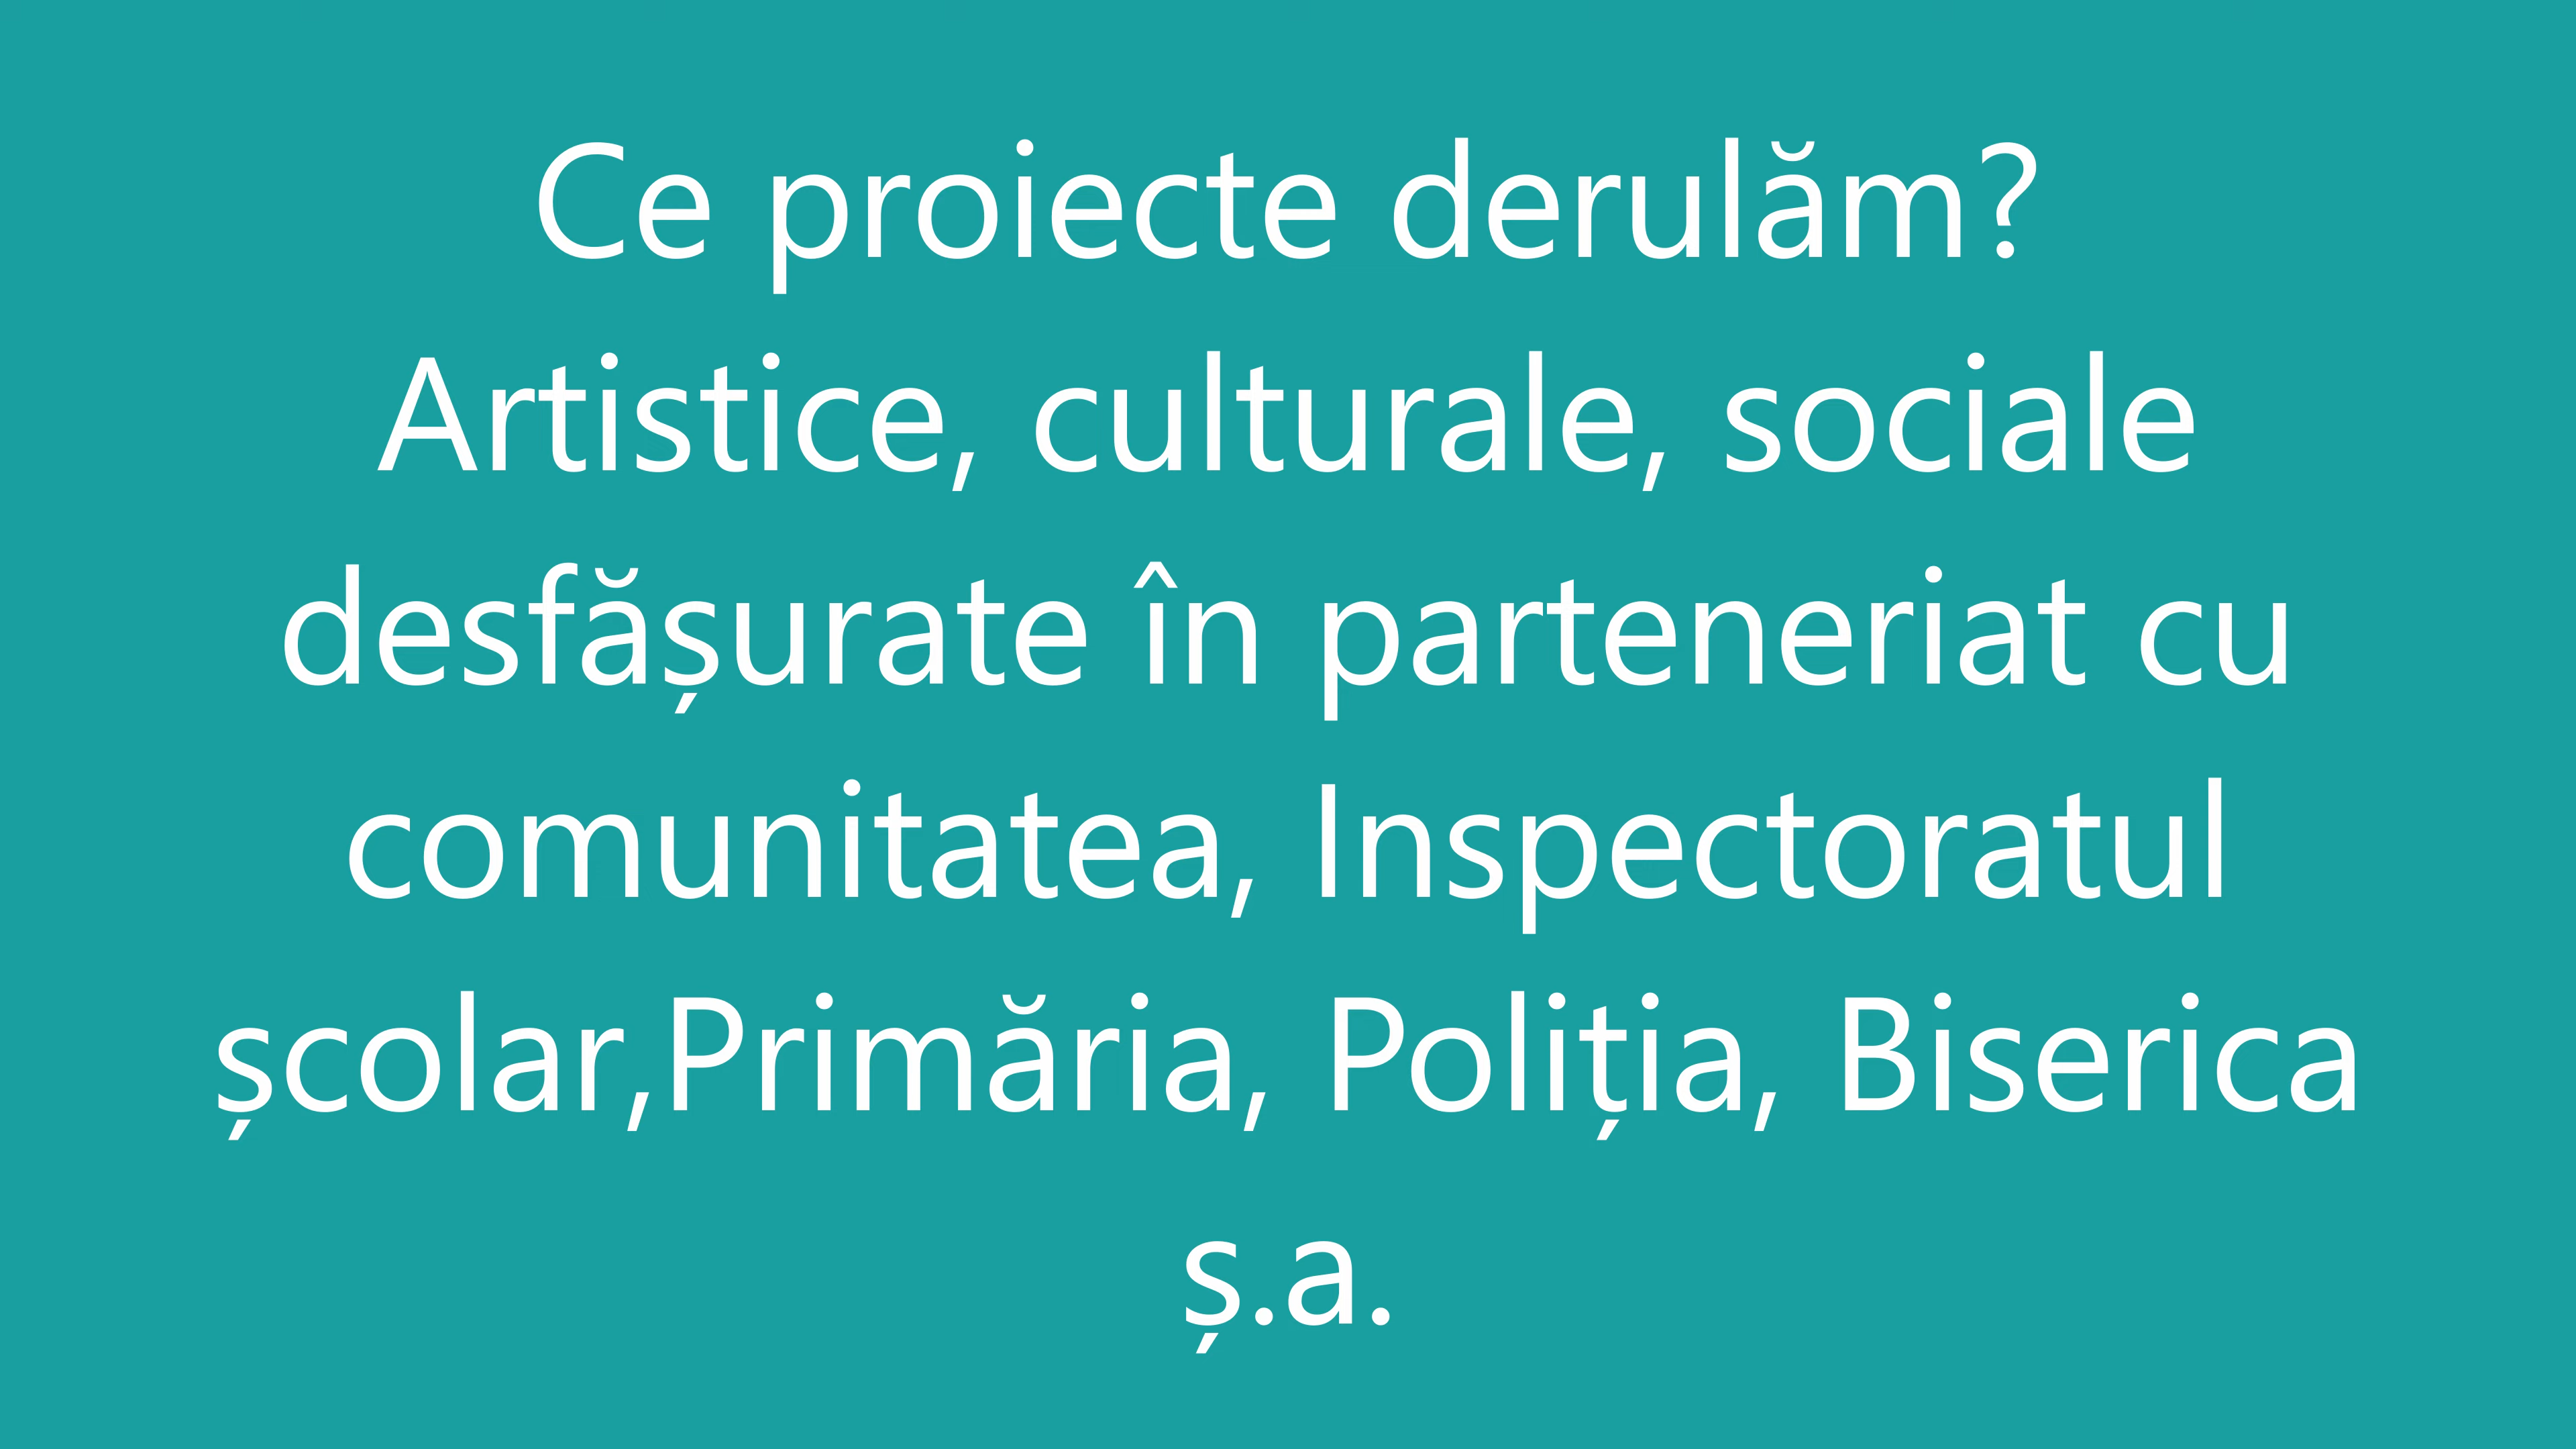 Ce proiecte derulăm?
Artistice, culturale, sociale
desfășurate în parteneriat cu
comunitatea, Inspectoratul
școlar,Primăria, Poliția, Biserica
ș.a.